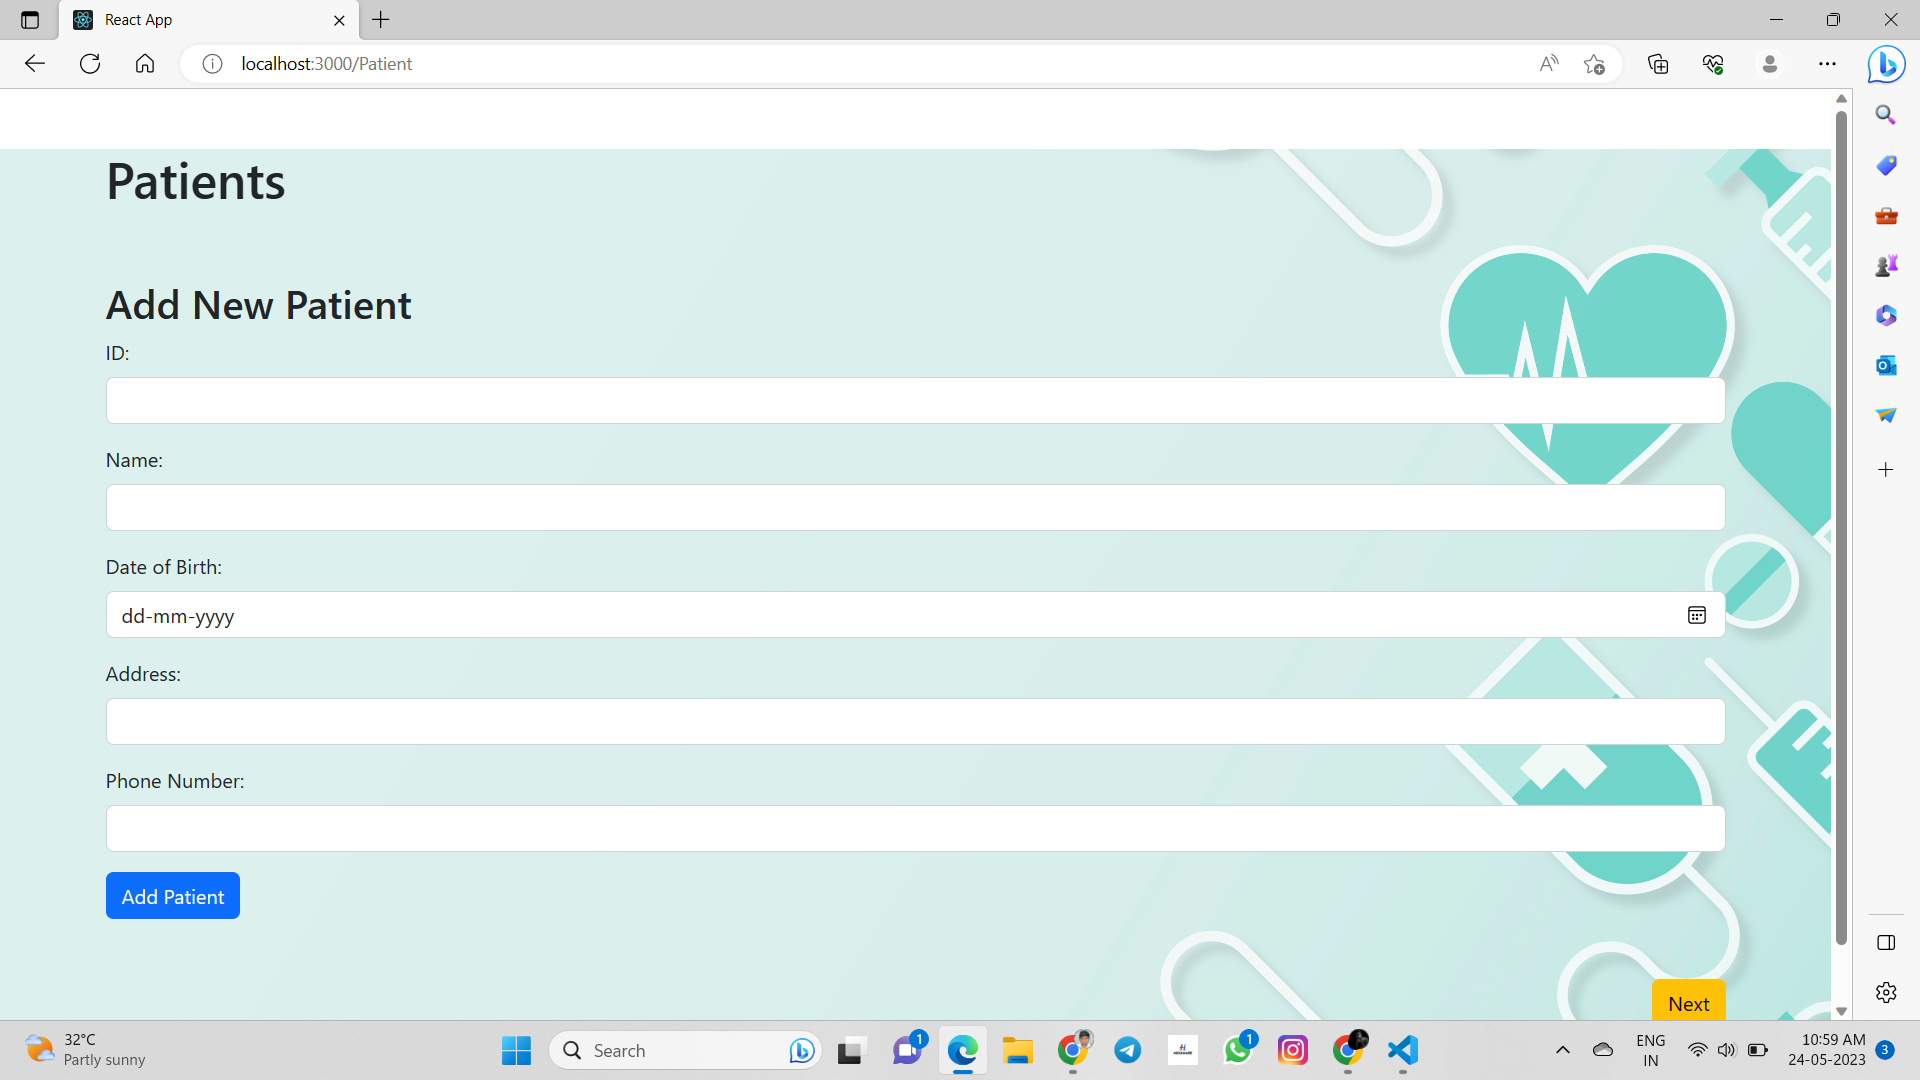 React App
localhost:3000/Patient
Patients
Add New Patient
ID:
Name:
Date of Birth:
dd-mm-yyyy
Address:
Phone Number:
Add Patient
Next
32°C
Partly sunny
Search
1
1
ENG
IN
10:59 AM
24-05-2023
3